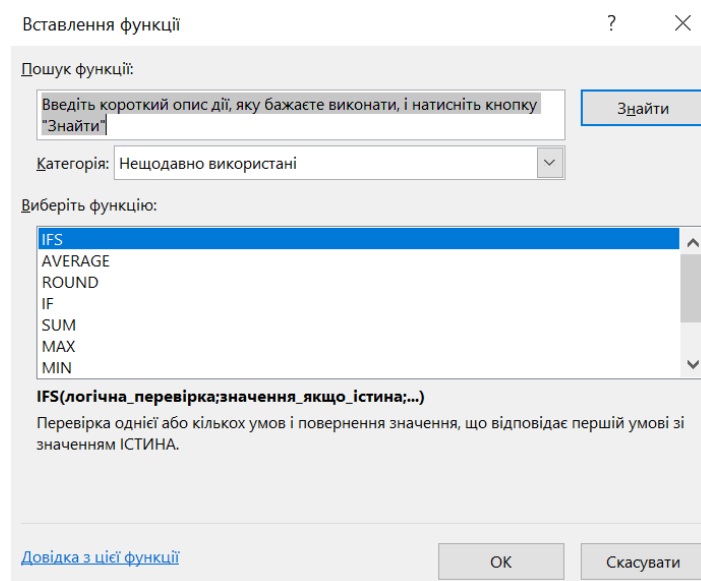 Вставлення функції
?
Пошук функції:
Введіть короткий опис дії, яку бажаєте виконати, і натисніть кнопку
"Знайти"
Знайти
Категорія: Нещодавно використані
Виберіть функцію:
IFS
AVERAGE
ROUND
IF
SUM
MAX
MIN
IFS(логічна_перевірка;значення_якщо_істина;...)
Перевірка однієї або кількох умов і повернення значення, що відповідає першій умові зі
значенням ІСТИНА.
Довідка з цієї функції
ОК
Скасувати